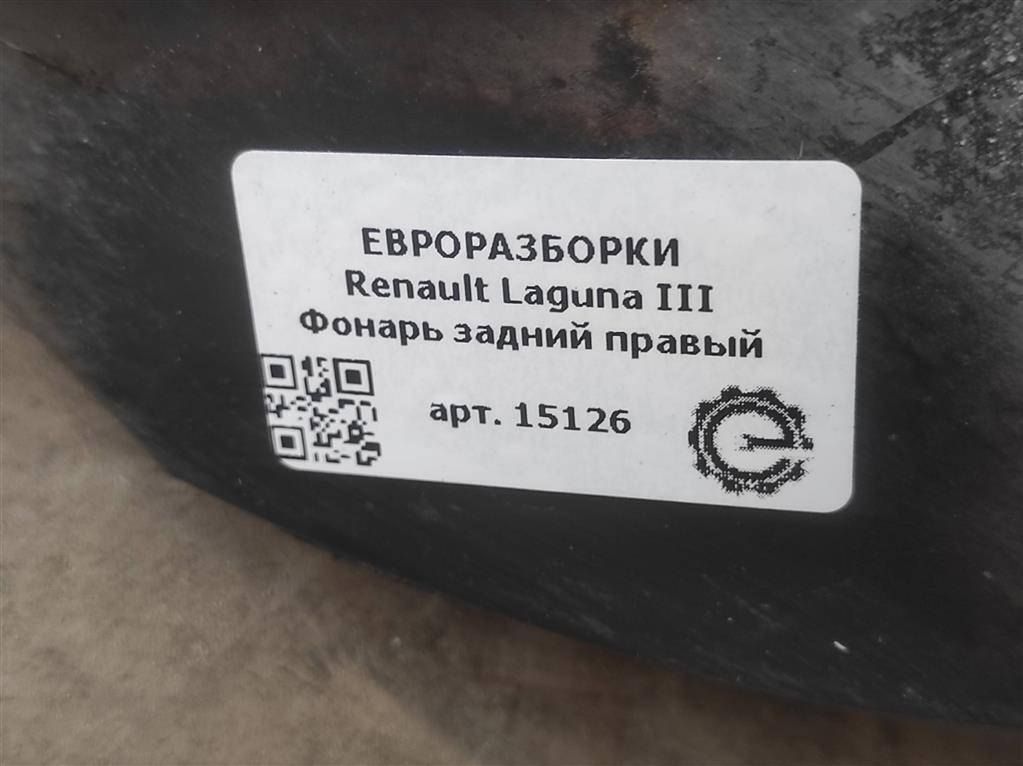 ЕВРОРАЗБОРКИ
Renault Laguna III
Фонарь задний правый
арт. 15126